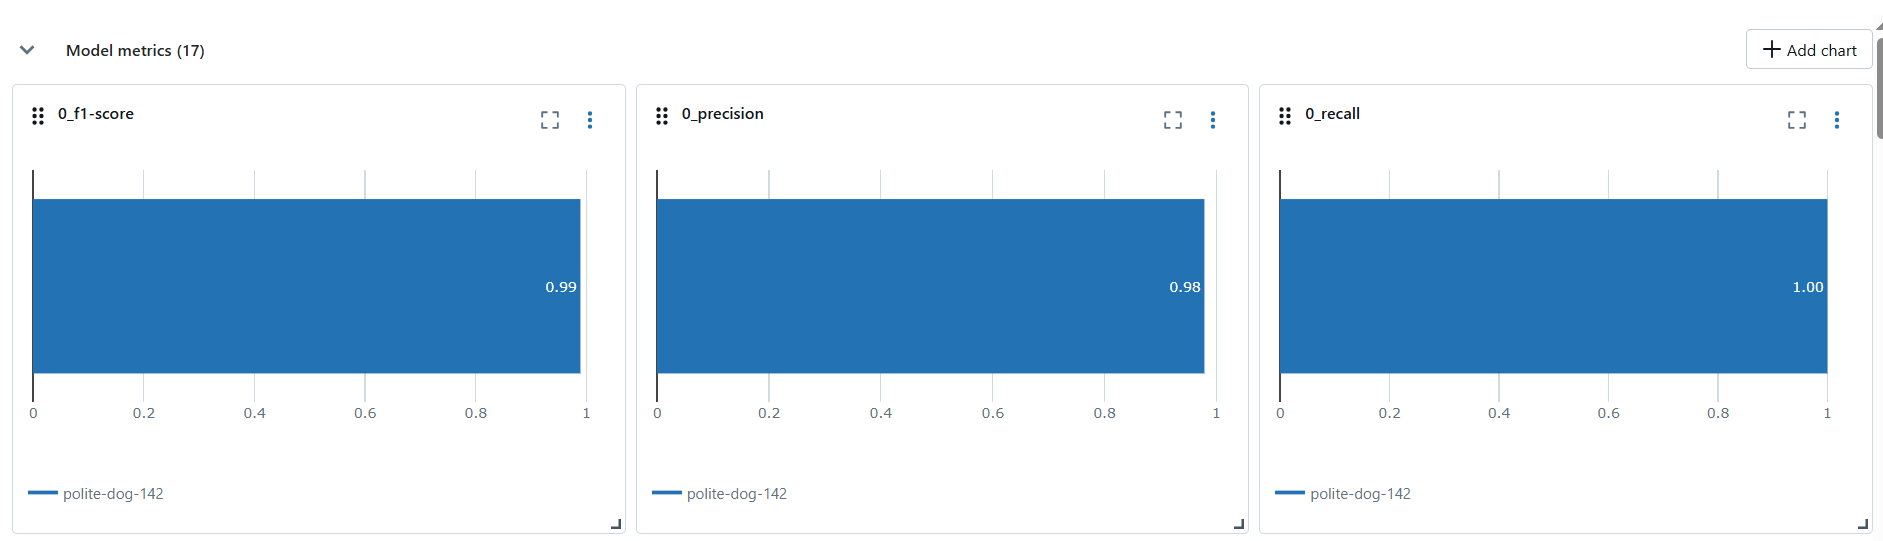 Model metrics (17)
Add chart
0_f1-score
0.99
0 0.2 0.4 0.6 0.8 1
polite-dog-142
0_precision
0.98
0 0.2 0.4 0.6 0.8 1
polite-dog-142
0_recall
1.00
0 0.2 0.4 0.6 0.8 1
polite-dog-142